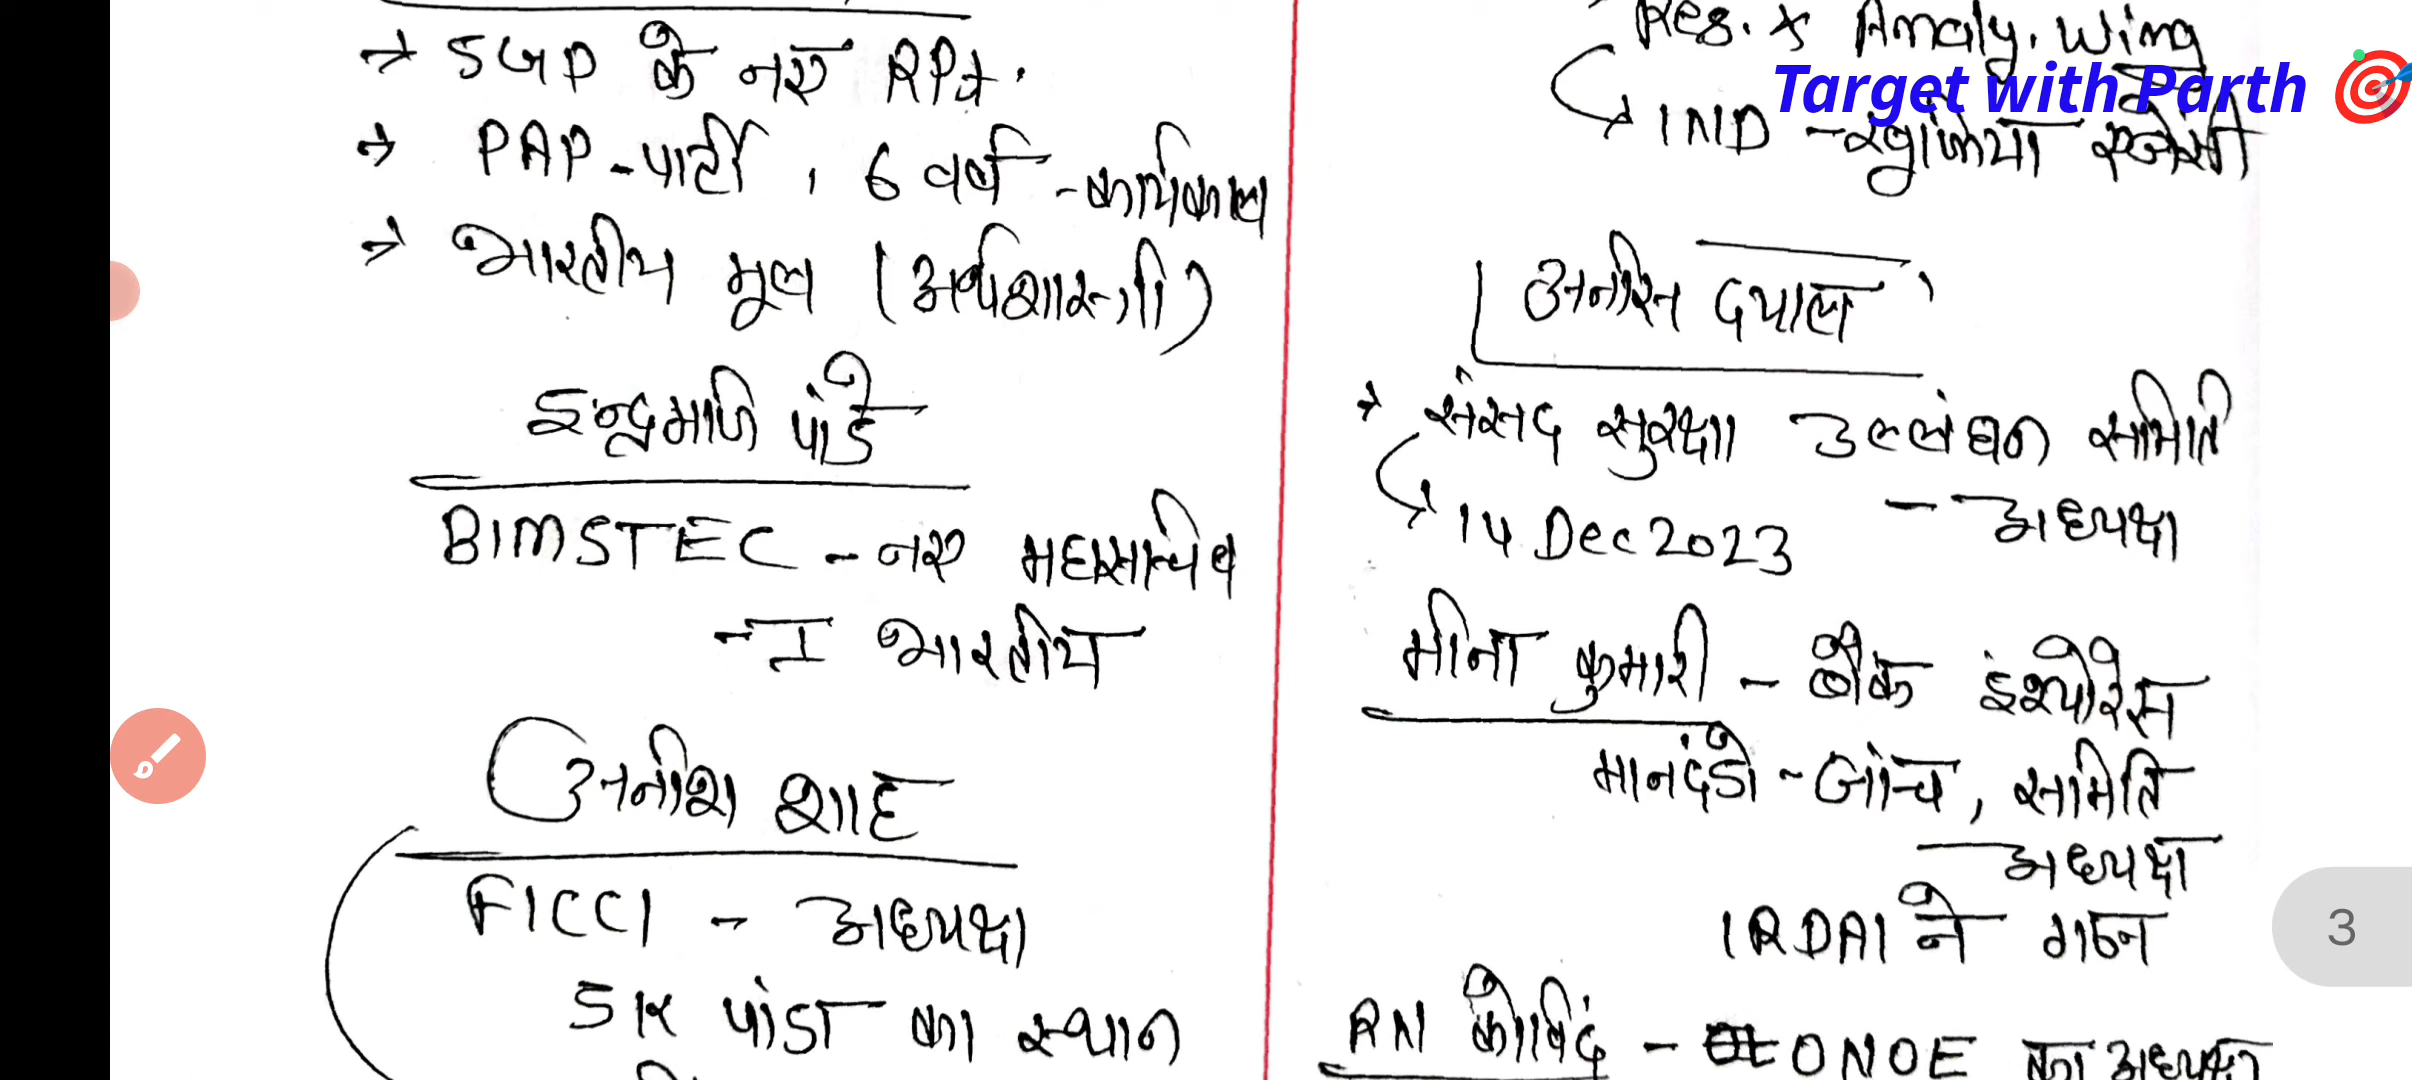 → SGP के नए RPt.
→ PAP-पार्टी, 6 वर्ष -कार्यकाल
→ भारतीय मूल (अर्थशास्त्री)
इन्द्रमणि पांडे
BIMSTEC - नए महासचिव
- I भारतीय
अनीश शाह
FICCI - अध्यक्ष
SK पांडा का स्थान
Res. & Analy. Wing
Target with Parth
IND - खुफिया एजेंसी
अनीस दयाल
→ संसद सुरक्षा उल्लंघन समिति
- अध्यक्ष
14 Dec 2023
मीना कुमारी - बैंक इंश्योरेंस
मानदंडो - जांच, समिति
अध्यक्ष
IRDAI ने गठन
RN कोविंद - ONOE का अध्यक्ष
3